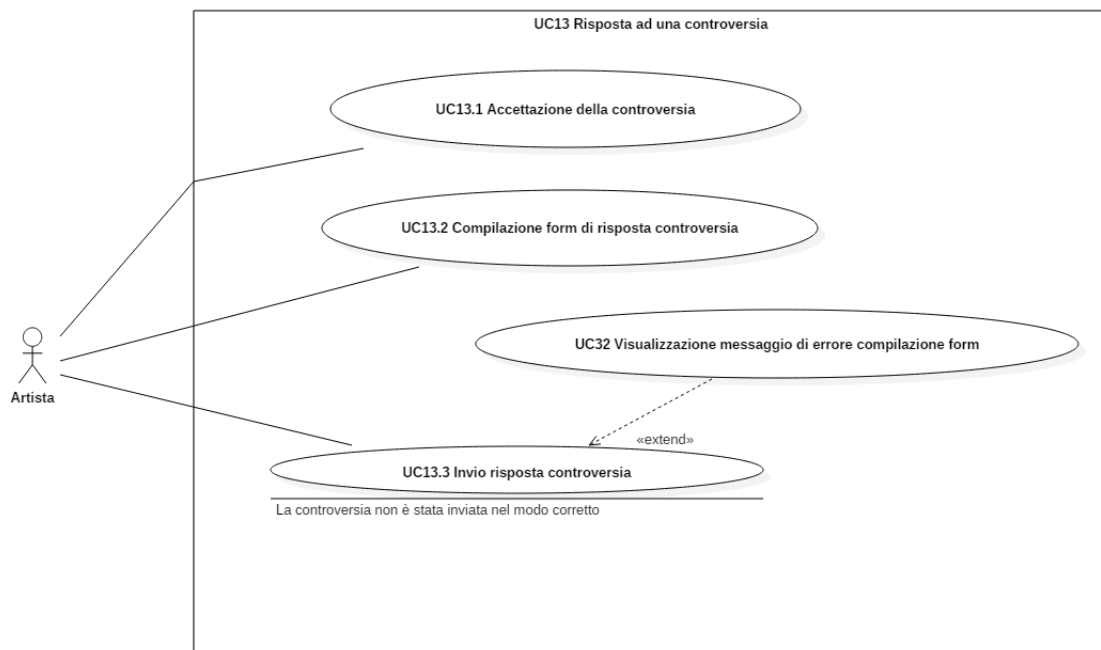 UC13 Risposta ad una controversia
UC13.1 Accettazione della controversia
UC13.2 Compilazione form di risposta controversia
UC32 Visualizzazione messaggio di errore compilazione form
Artista
«extend»
UC13.3 Invio risposta controversia
La controversia non è stata inviata nel modo corretto